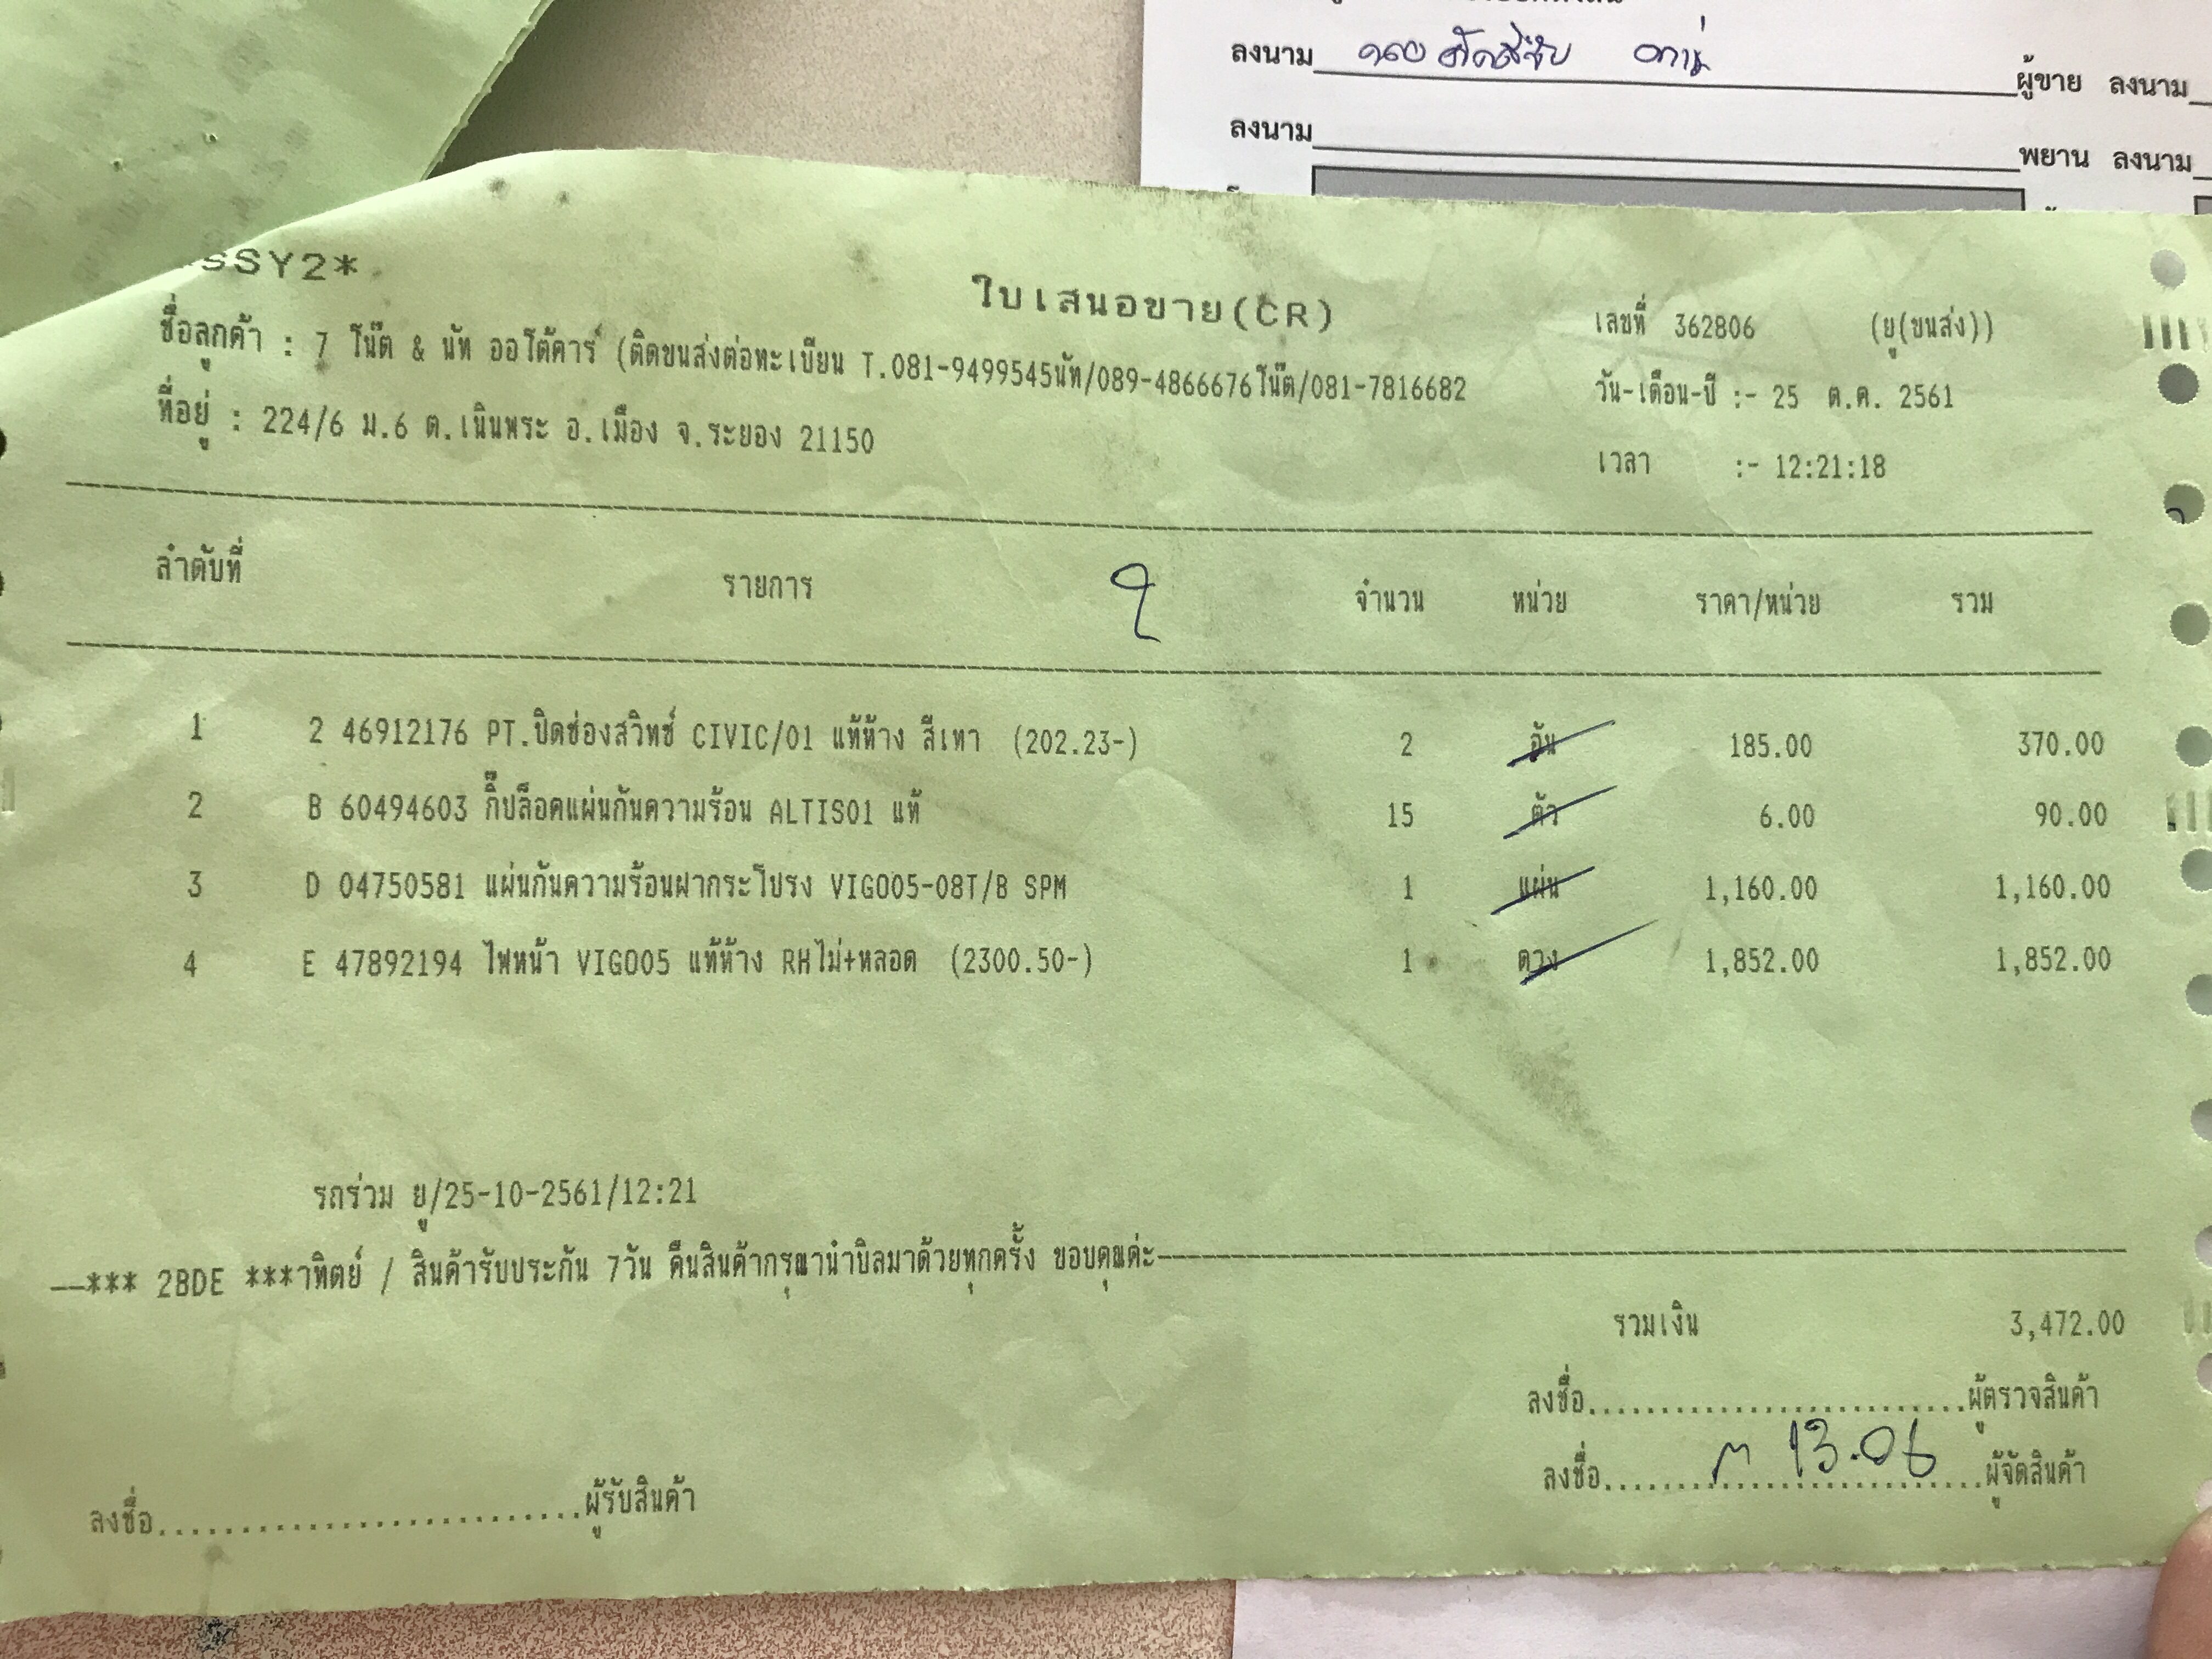 ลงนาม ผู้ขาย ลงนาม
ลงนาม พยาน ลงนาม
SSY2*
ใบเสนอขาย(CR)
เลขที่ 362806 (ยู(ขนส่ง))
ชื่อลูกค้า : 7 โน๊ต & นัท ออโต้คาร์ (ติดขนส่งต่อทะเบียน T.081-9499545นัท/089-4866676โน๊ต/081-7816682
วัน-เดือน-ปี :- 25 ต.ค. 2561
ที่อยู่ : 224/6 ม.6 ต.เนินพระ อ.เมือง จ.ระยอง 21150
เวลา :- 12:21:18
ลำดับที่ รายการ จำนวน หน่วย ราคา/หน่วย รวม
1 2 46912176 PT.ปิดช่องสวิทช์ CIVIC/01 แท้ห้าง สีเทา (202.23-) 2 อัน 185.00 370.00
2 B 60494603 กิ๊ปล็อคแผ่นกันความร้อน ALTIS01 แท้ 15 ตัว 6.00 90.00
3 D 04750581 แผ่นกันความร้อนฝากระโปรง VIGO05-08T/B SPM 1 แผ่น 1,160.00 1,160.00
4 E 47892194 ไฟหน้า VIGO05 แท้ห้าง RHไม่+หลอด (2300.50-) 1 ดวง 1,852.00 1,852.00
รถร่วม ยู/25-10-2561/12:21
--*** 2BDE ***าทิตย์ / สินค้ารับประกัน 7วัน คืนสินค้ากรุณานำบิลมาด้วยทุกครั้ง ขอบคุณค่ะ
รวมเงิน 3,472.00
ลงชื่อ..........................ผู้ตรวจสินค้า
ลงชื่อ.......ท 13.06.......ผู้จัดสินค้า
ลงชื่อ..........................ผู้รับสินค้า